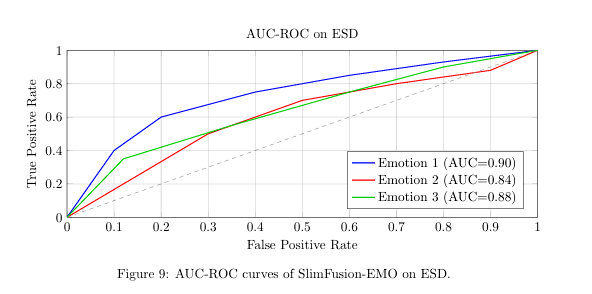 AUC-ROC on ESD
True Positive Rate
1
0.8
0.6
0.4
0.2
0
0 0.1 0.2 0.3 0.4 0.5 0.6 0.7 0.8 0.9 1
False Positive Rate
Emotion 1 (AUC=0.90)
Emotion 2 (AUC=0.84)
Emotion 3 (AUC=0.88)
Figure 9: AUC-ROC curves of SlimFusion-EMO on ESD.